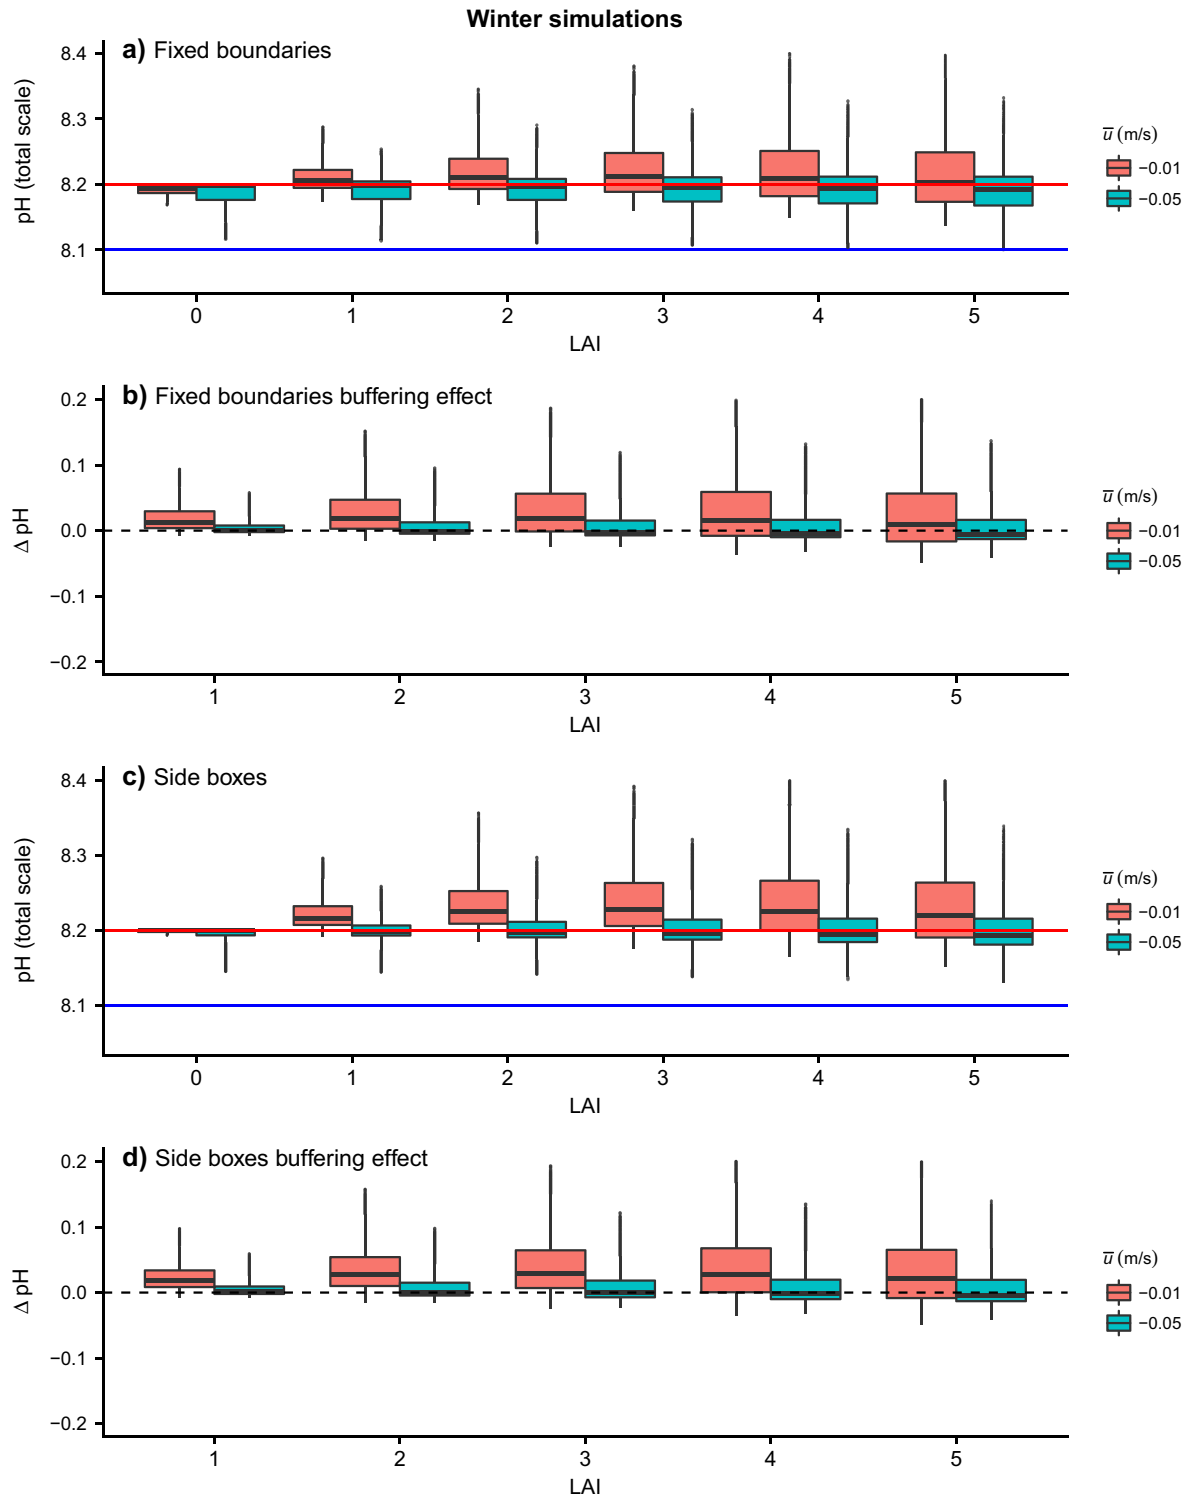 Winter simulations
a) Fixed boundaries
pH (total scale)
8.4
8.3
8.2
8.1
0 1 2 3 4 5
LAI
u̅ (m/s)
−0.01
−0.05
b) Fixed boundaries buffering effect
Δ pH
0.2
0.1
0.0
−0.1
−0.2
1 2 3 4 5
LAI
u̅ (m/s)
−0.01
−0.05
c) Side boxes
pH (total scale)
8.4
8.3
8.2
8.1
0 1 2 3 4 5
LAI
u̅ (m/s)
−0.01
−0.05
d) Side boxes buffering effect
Δ pH
0.2
0.1
0.0
−0.1
−0.2
1 2 3 4 5
LAI
u̅ (m/s)
−0.01
−0.05